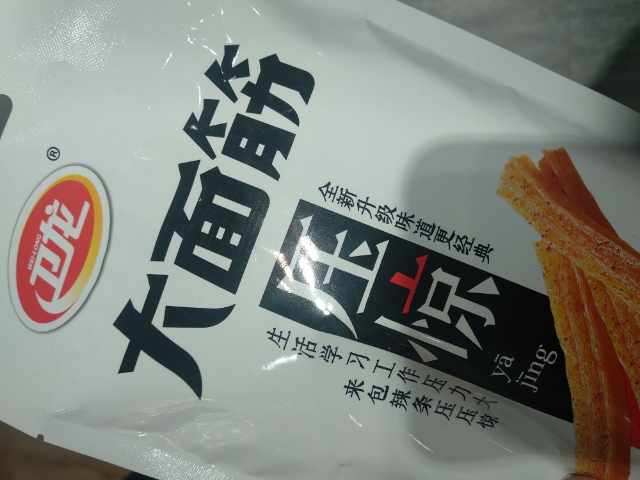 卫龙
WEILONG
®
大面筋
全新升级味道更经典
压惊
yā jīng
生活学习工作压力大
来包辣条压压惊